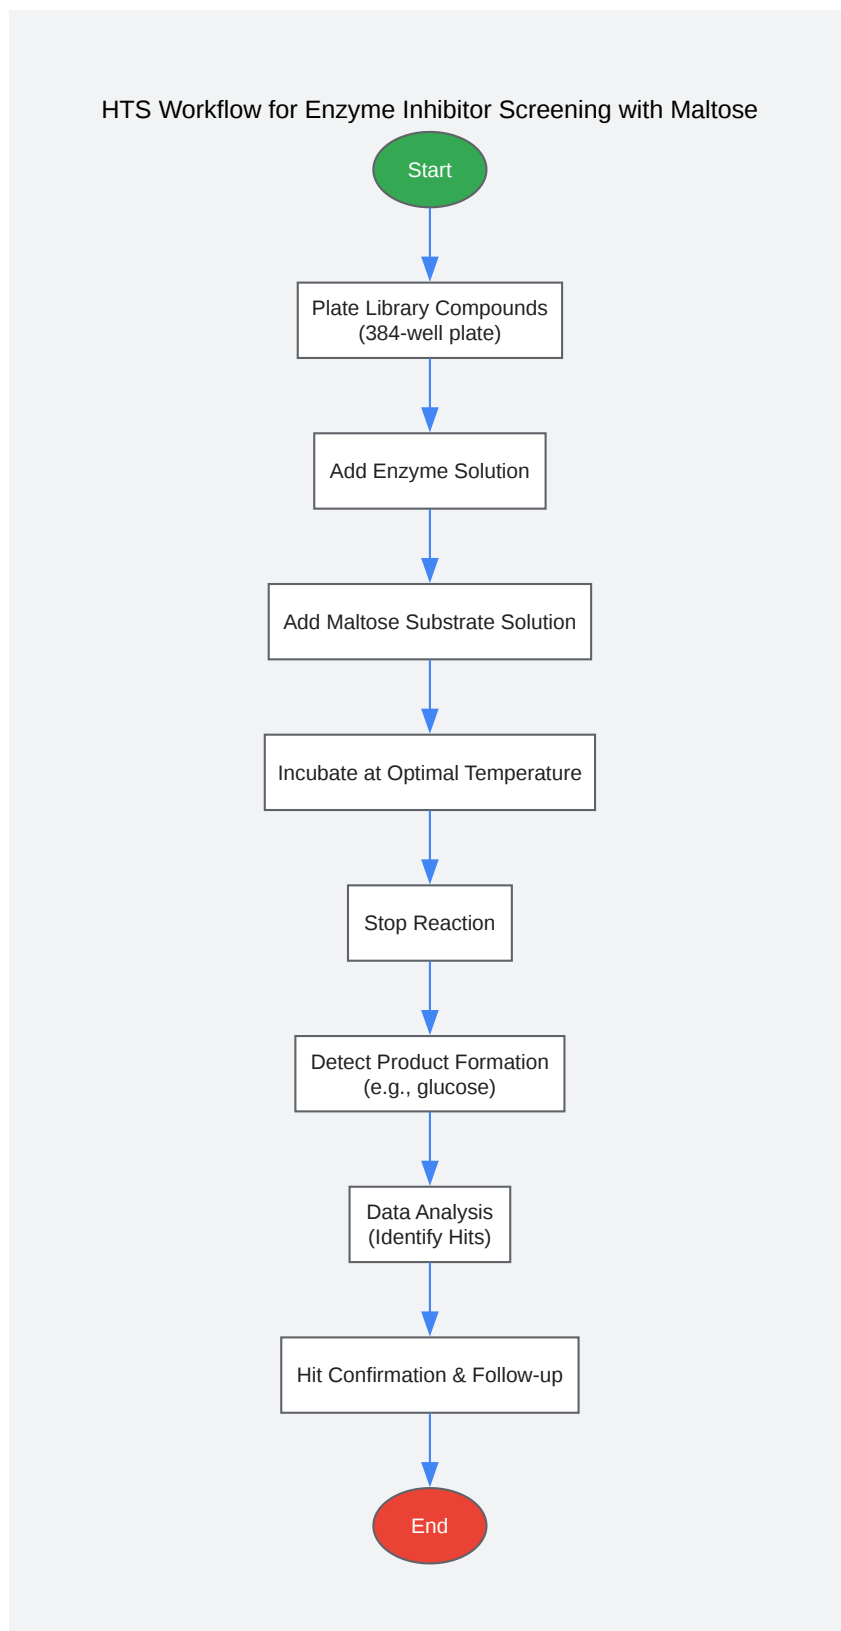 HTS Workflow for Enzyme Inhibitor Screening with Maltose
Start
Plate Library Compounds
(384-well plate)
Add Enzyme Solution
Add Maltose Substrate Solution
Incubate at Optimal Temperature
Stop Reaction
Detect Product Formation
(e.g., glucose)
Data Analysis
(Identify Hits)
Hit Confirmation & Follow-up
End